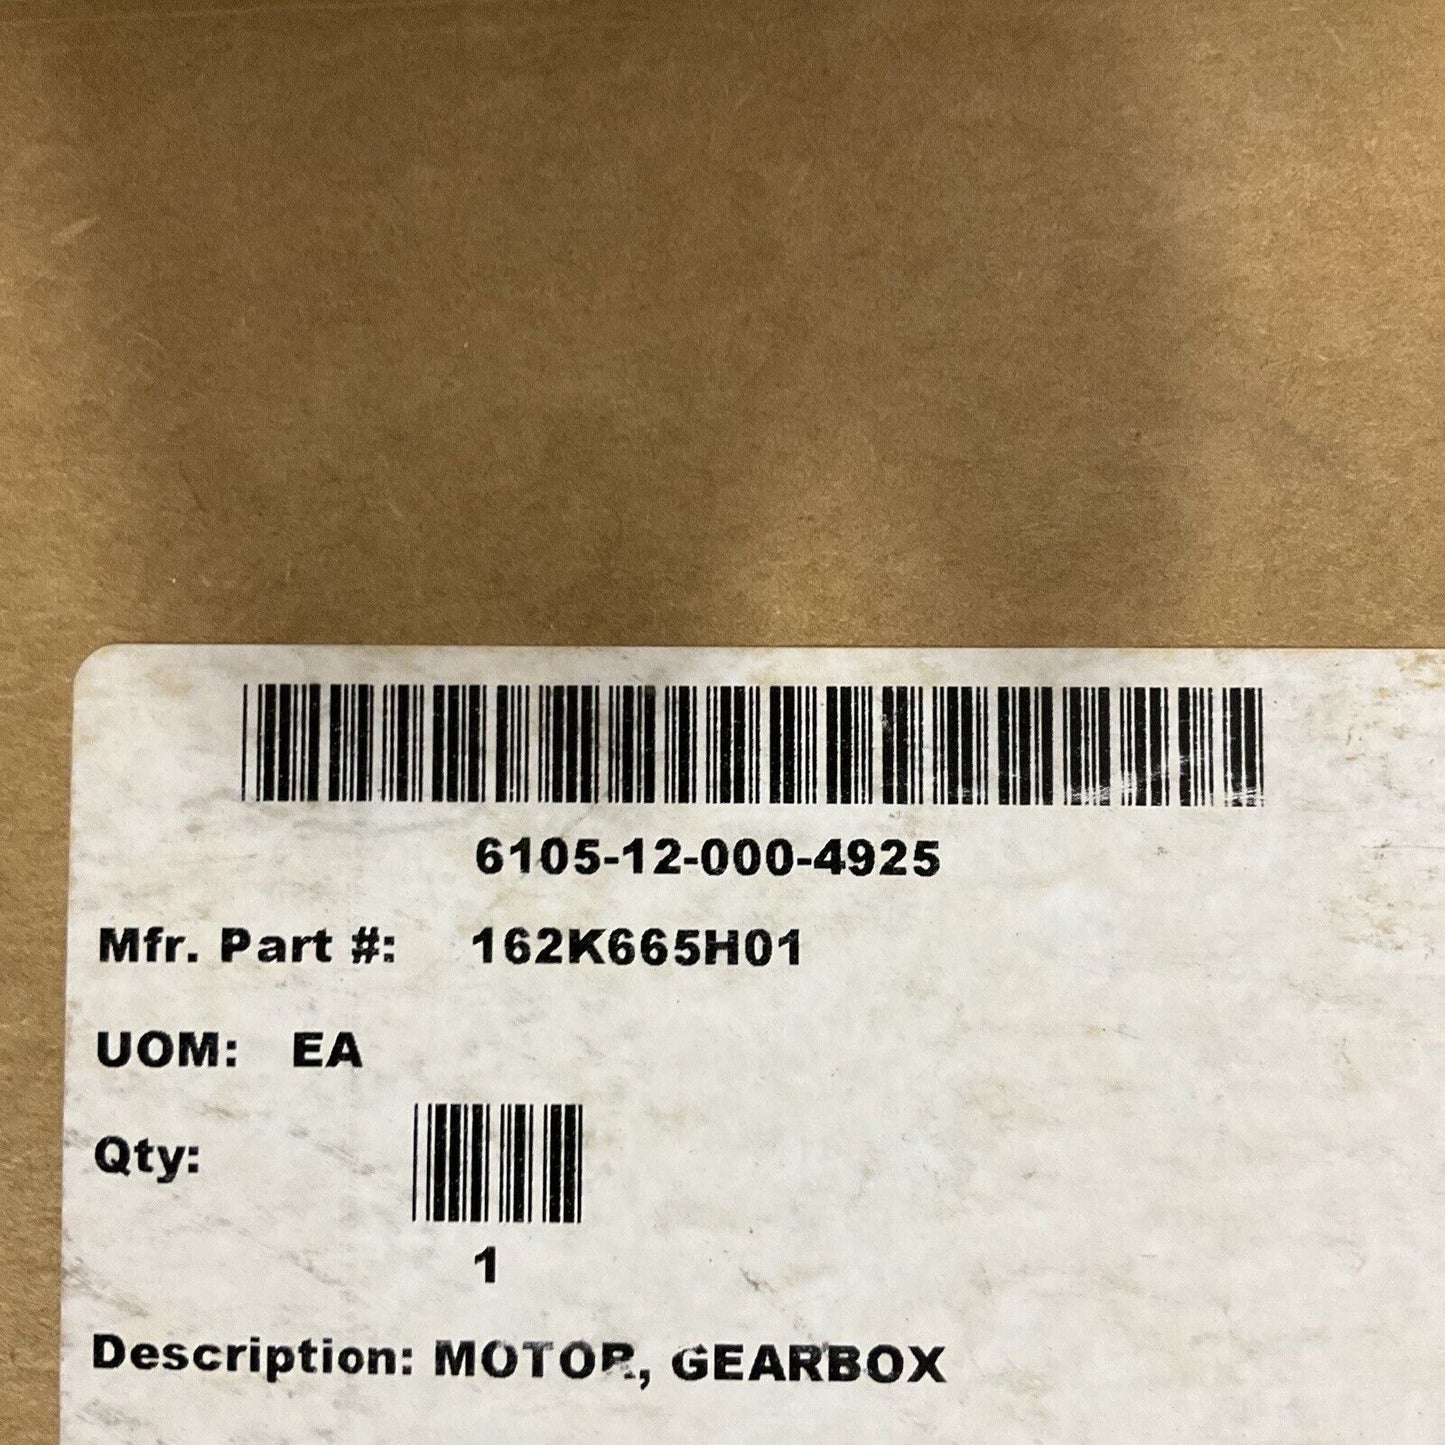 6105-12-000-4925
Mfr. Part #: 162K665H01
UOM: EA
Qty:
1
Description: MOTOR, GEARBOX